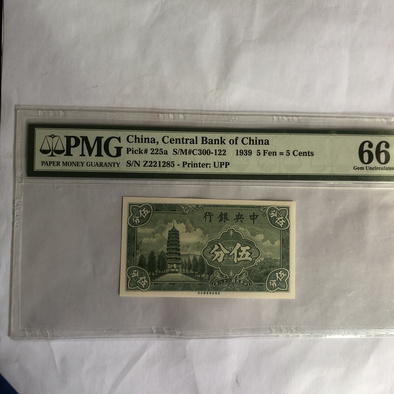 PMG
PAPER MONEY GUARANTY
China, Central Bank of China
Pick# 225a S/M#C300-122 1939 5 Fen = 5 Cents
S/N Z221285 - Printer: UPP
66
Gem Uncirculated
行銀央中
分伍